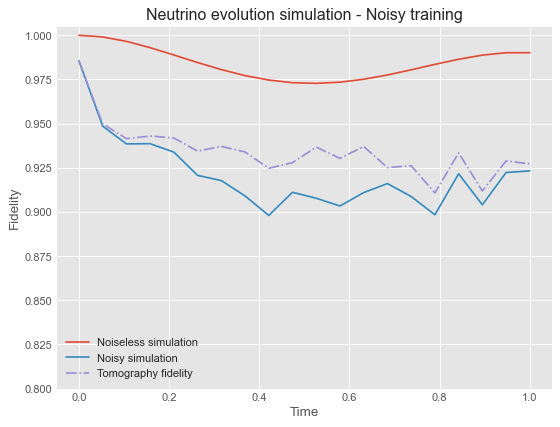 Neutrino evolution simulation - Noisy training
1.000
0.975
0.950
0.925
0.900
0.875
0.850
0.825
0.800
Fidelity
Noiseless simulation
Noisy simulation
Tomography fidelity
0.0 0.2 0.4 0.6 0.8 1.0
Time